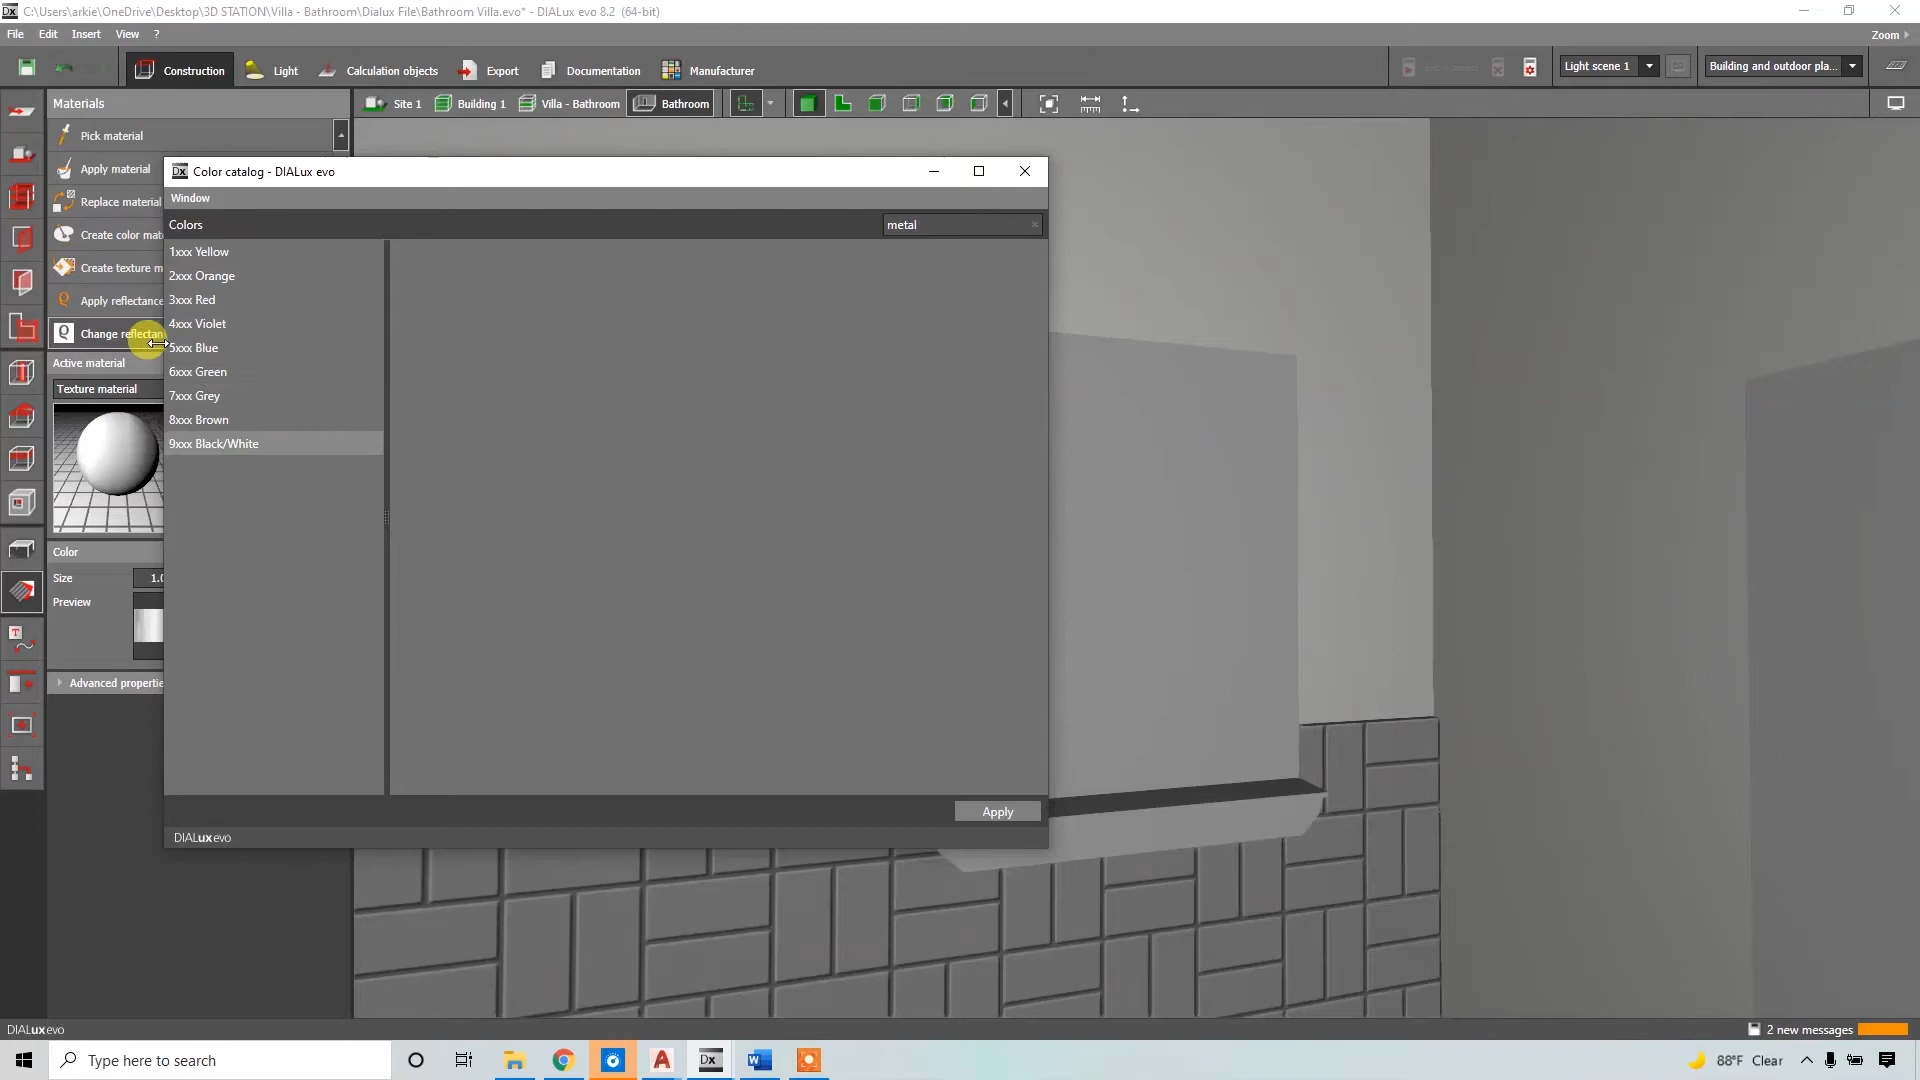 C:\Users\arkie\OneDrive\Desktop\3D STATION\Villa - Bathroom\Dialux File\Bathroom Villa.evo* - DIALux evo 8.2 (64-bit)
File Edit Insert View ?
Zoom
Construction Light Calculation objects Export Documentation Manufacturer
Light scene 1 Building and outdoor pla...
Materials
Site 1 Building 1 Villa - Bathroom Bathroom
Pick material
Apply material
Replace material
Create color mat
Create texture m
Apply reflectance
Change reflectan
Active material
Texture material
Color
Size 1.0
Preview
Advanced propertie
Color catalog - DIALux evo
Window
Colors metal
1xxx Yellow
2xxx Orange
3xxx Red
4xxx Violet
5xxx Blue
6xxx Green
7xxx Grey
8xxx Brown
9xxx Black/White
Apply
DIALux evo
DIALux evo
2 new messages
Type here to search
88°F Clear